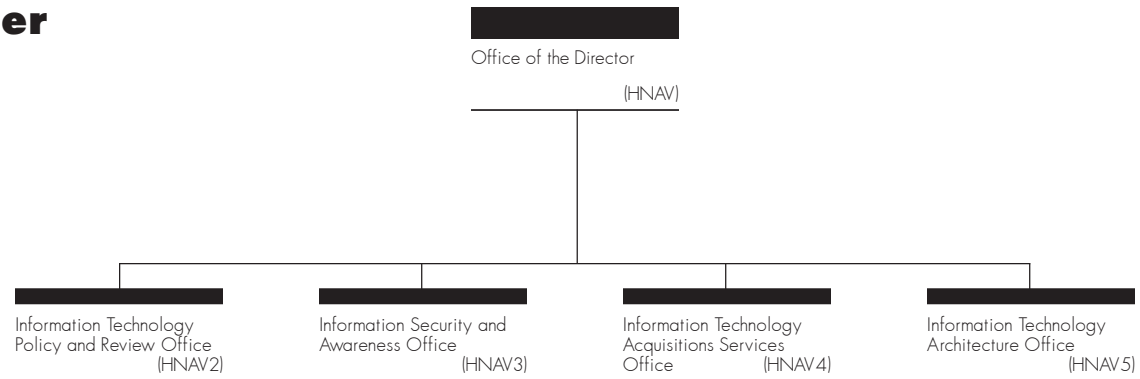 er
Office of the Director
(HNAV)
Information Technology
Policy and Review Office
(HNAV2)
Information Security and
Awareness Office
(HNAV3)
Information Technology
Acquisitions Services
Office (HNAV4)
Information Technology
Architecture Office
(HNAV5)